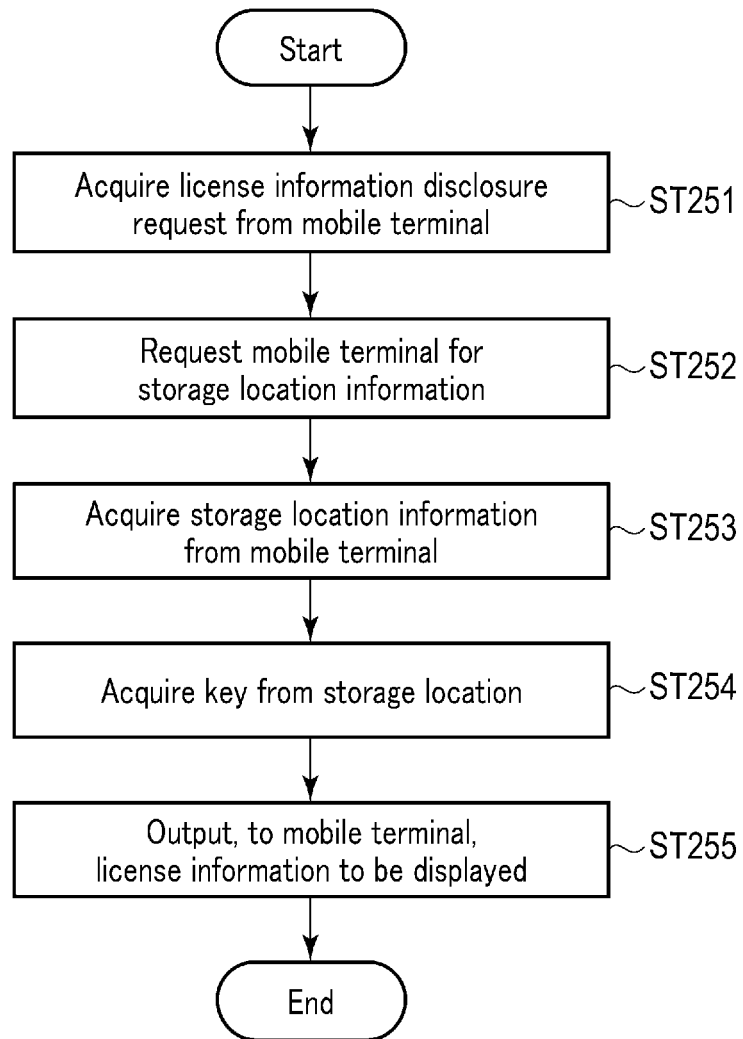 Start
Acquire license information disclosure
request from mobile terminal
ST251
Request mobile terminal for
storage location information
ST252
Acquire storage location information
from mobile terminal
ST253
Acquire key from storage location
ST254
Output, to mobile terminal,
license information to be displayed
ST255
End